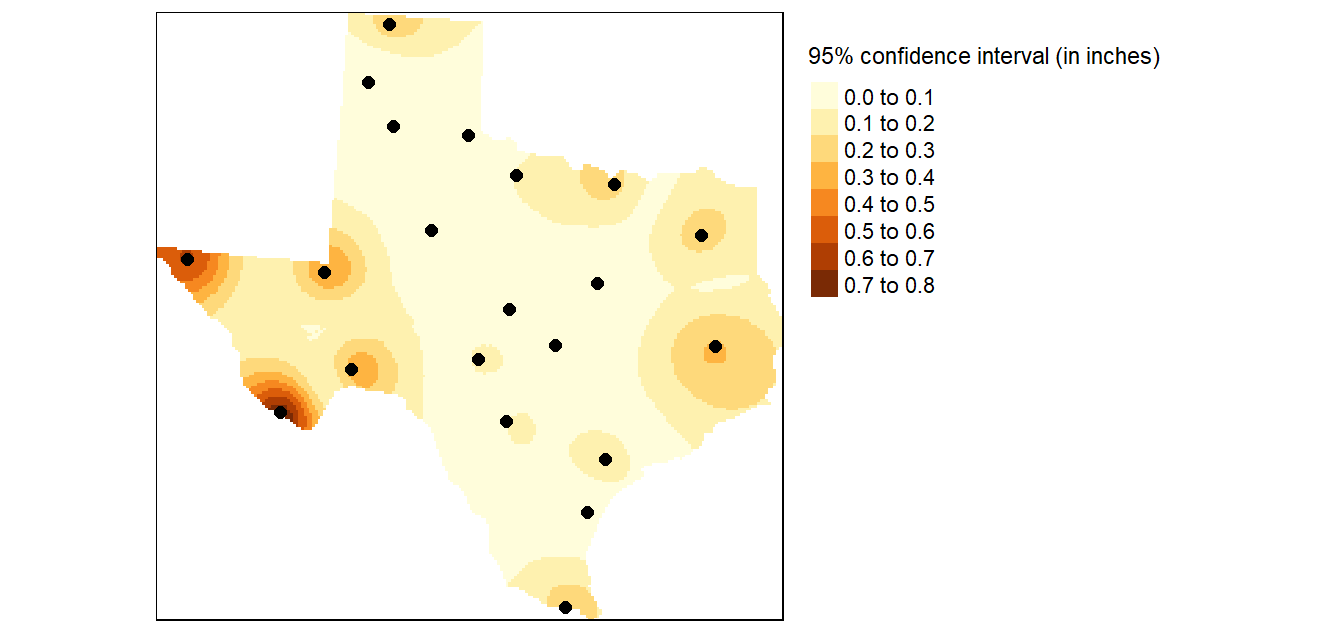 95% confidence interval (in inches)
0.0 to 0.1
0.1 to 0.2
0.2 to 0.3
0.3 to 0.4
0.4 to 0.5
0.5 to 0.6
0.6 to 0.7
0.7 to 0.8